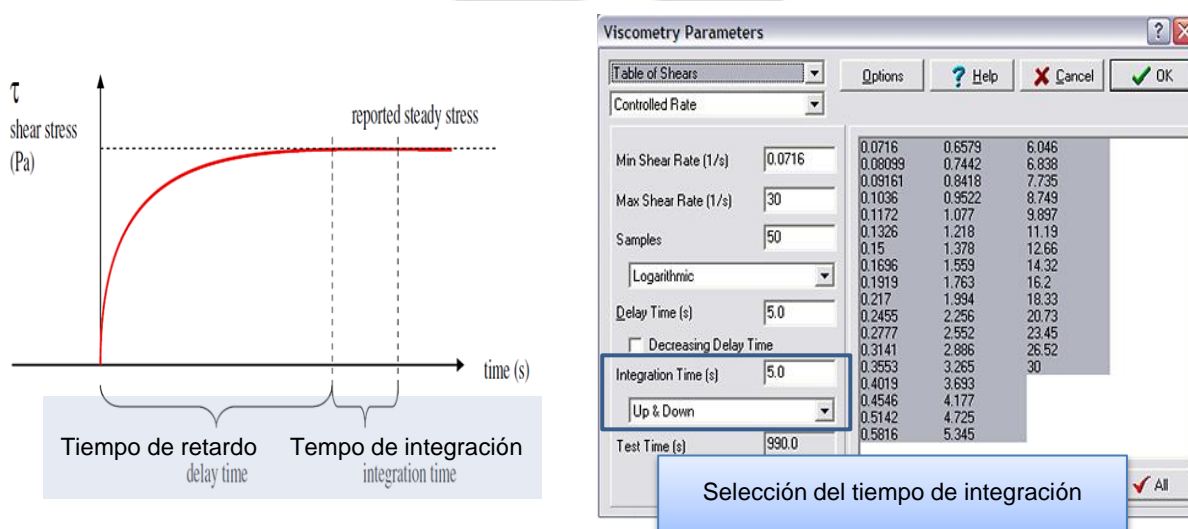 τ
shear stress
(Pa)
reported steady stress
time (s)
Tiempo de retardo
delay time
Tempo de integración
integration time
Viscometry Parameters
Table of Shears
Options
? Help
Cancel
OK
Controlled Rate
Min Shear Rate (1/s) 0.0716
Max Shear Rate (1/s) 30
Samples 50
Logarithmic
Delay Time (s) 5.0
Decreasing Delay Time
Integration Time (s) 5.0
Up & Down
Test Time (s) 990.0
0.0716 0.6579 6.046
0.08099 0.7442 6.838
0.09161 0.8418 7.735
0.1036 0.9522 8.749
0.1172 1.077 9.897
0.1326 1.218 11.19
0.15 1.378 12.66
0.1696 1.559 14.32
0.1919 1.763 16.2
0.217 1.994 18.33
0.2455 2.256 20.73
0.2777 2.552 23.45
0.3141 2.886 26.52
0.3553 3.265 30
0.4019 3.693
0.4546 4.177
0.5142 4.725
0.5816 5.345
Selección del tiempo de integración
All